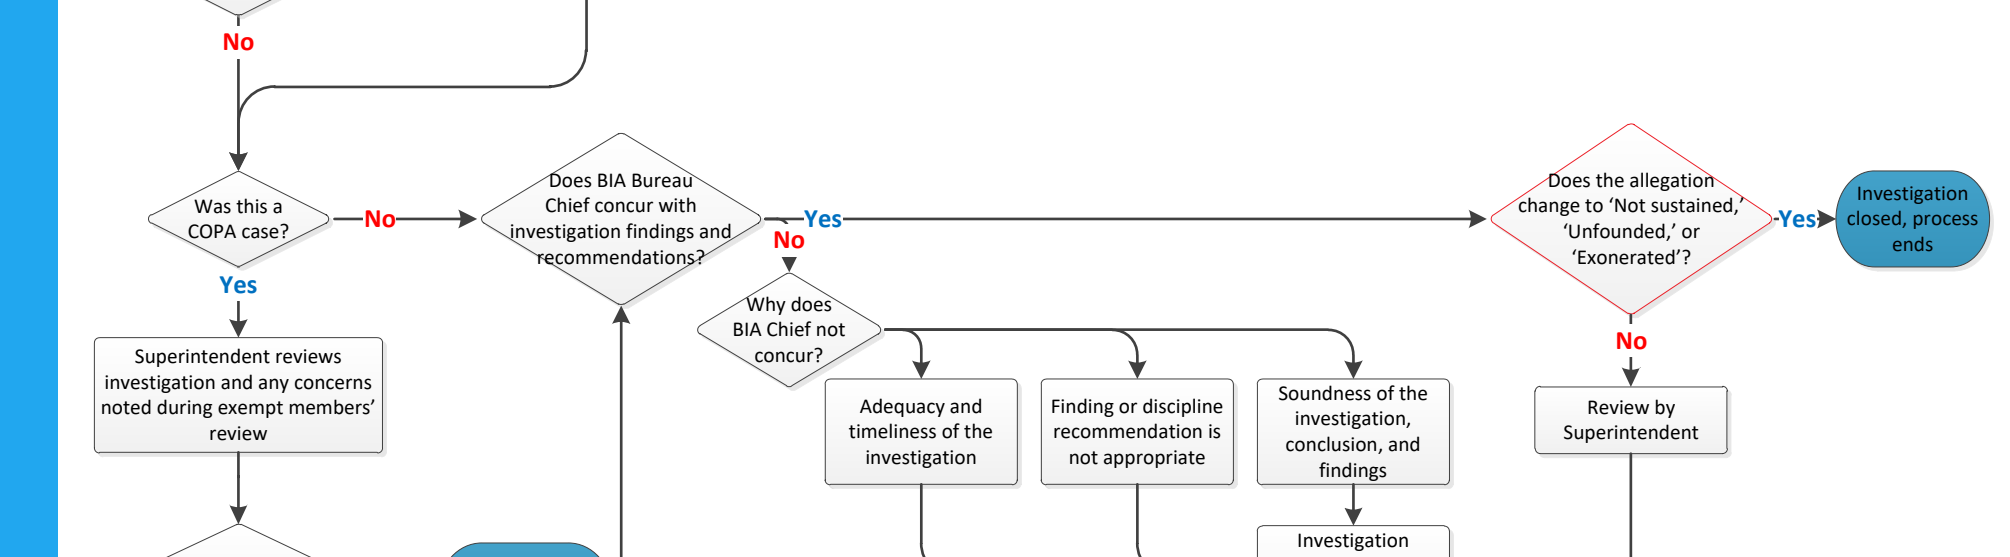 No
Was this a
COPA case?
No
Yes
Superintendent reviews
investigation and any concerns
noted during exempt members’
review
Does BIA Bureau
Chief concur with
investigation findings and
recommendations?
Yes
No
Why does
BIA Chief not
concur?
Adequacy and
timeliness of the
investigation
Finding or discipline
recommendation is
not appropriate
Soundness of the
investigation,
conclusion, and
findings
Investigation
Does the allegation
change to ‘Not sustained,’
‘Unfounded,’ or
‘Exonerated’?
Yes
Investigation
closed, process
ends
No
Review by
Superintendent